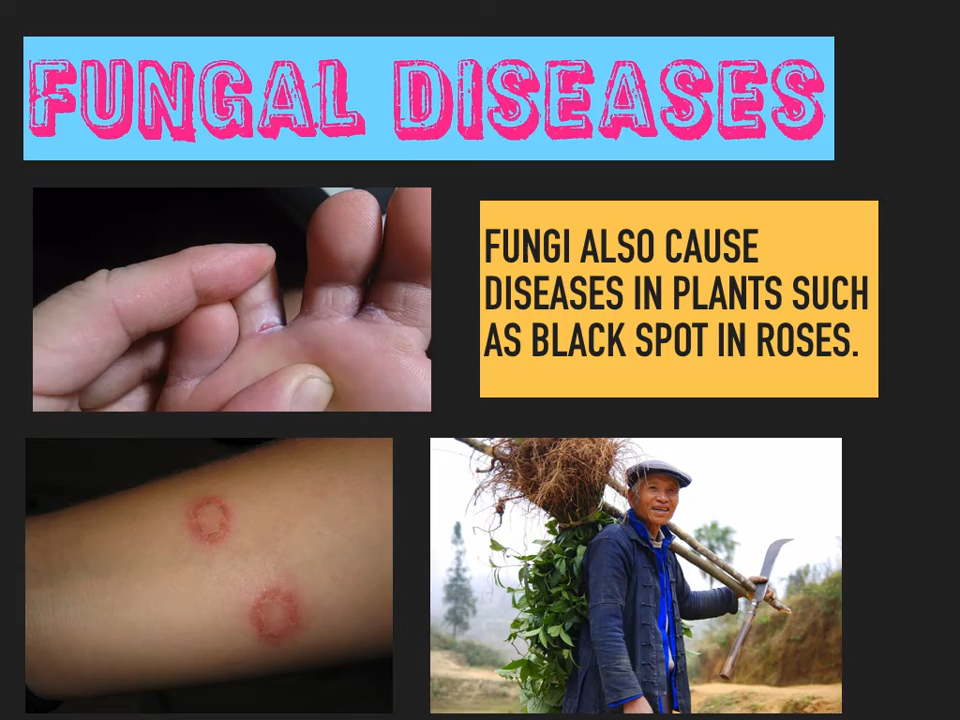 FUNGAL DISEASES
FUNGI ALSO CAUSE
DISEASES IN PLANTS SUCH
AS BLACK SPOT IN ROSES.